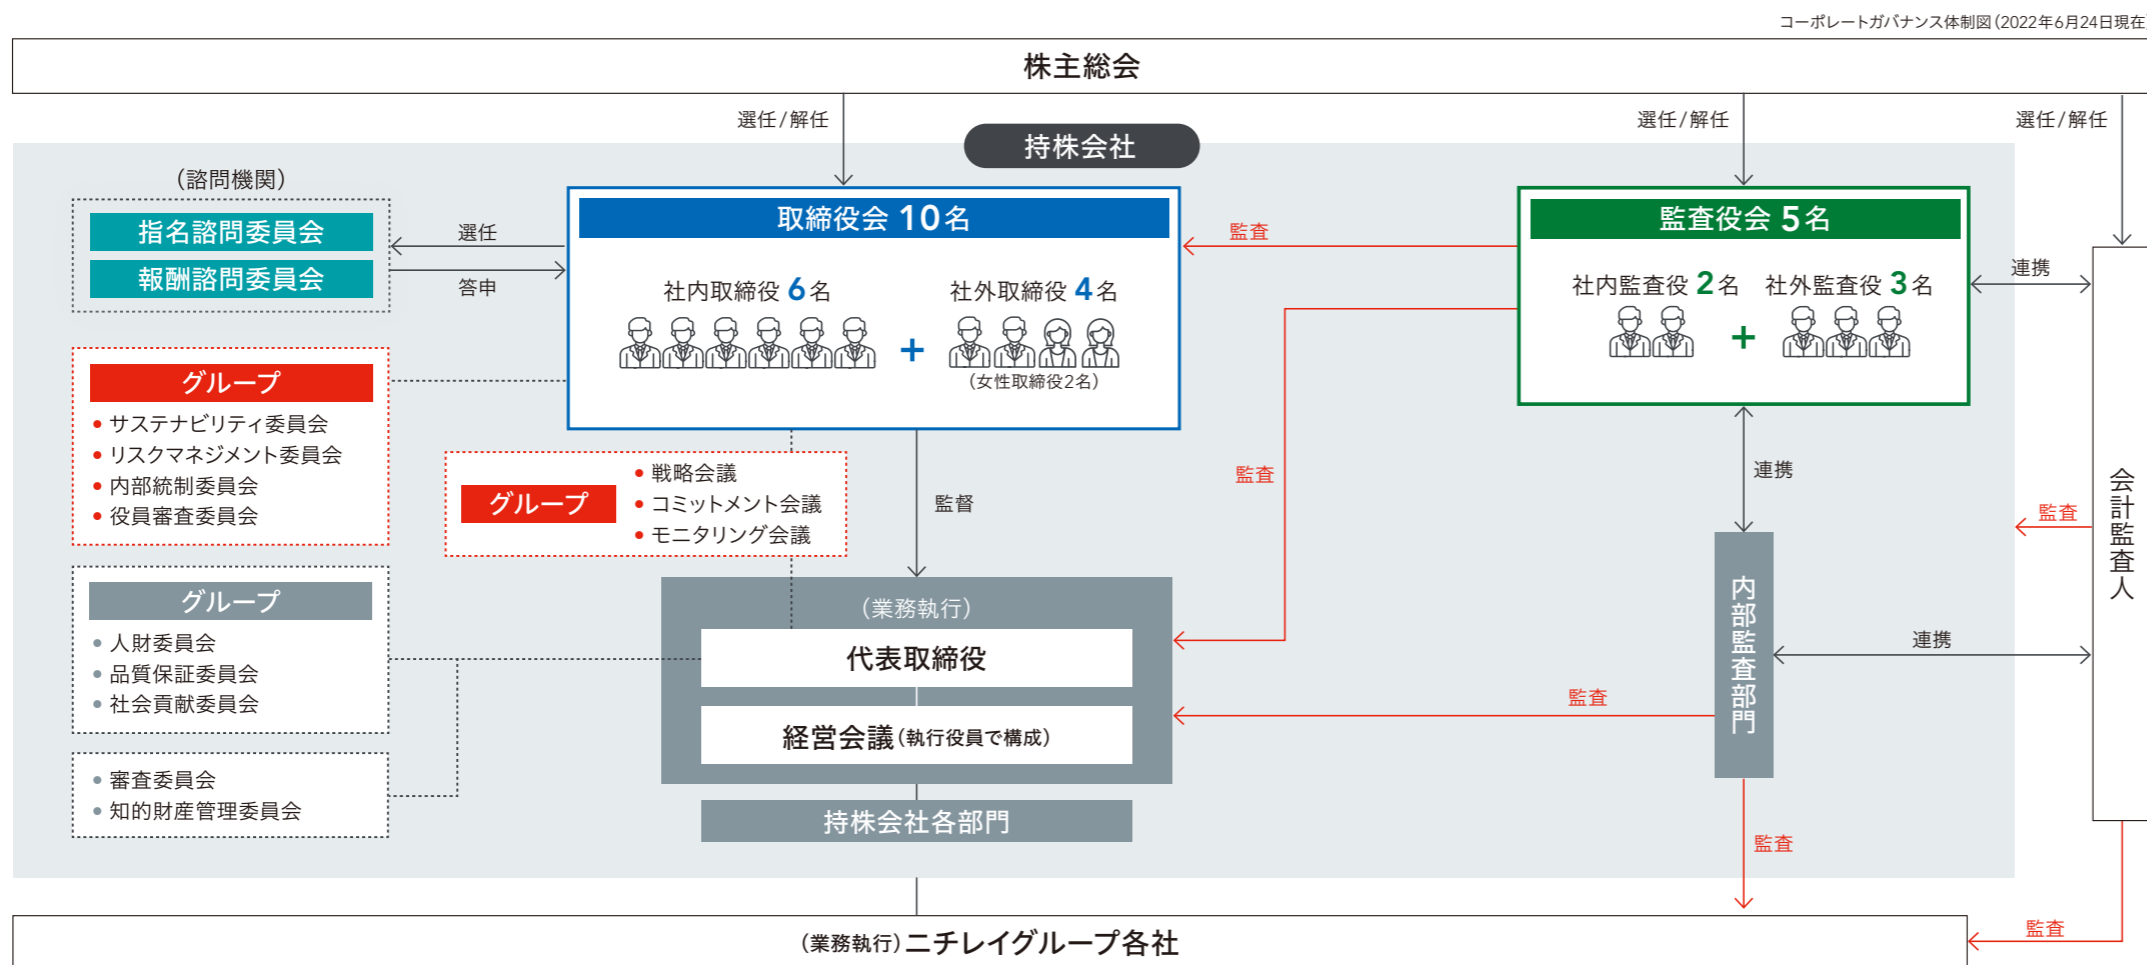 コーポレートガバナンス体制図(2022年6月24日現在)
株主総会
選任/解任
選任/解任
選任/解任
持株会社
(諮問機関)
指名諮問委員会
報酬諮問委員会
選任
答申
取締役会 10名
社内取締役 6名
社外取締役 4名
+
(女性取締役2名)
監査
監査役会 5名
社内監査役 2名
社外監査役 3名
+
連携
グループ
• サステナビリティ委員会
• リスクマネジメント委員会
• 内部統制委員会
• 役員審査委員会
グループ
• 戦略会議
• コミットメント会議
• モニタリング会議
監督
監査
連携
会計監査人
監査
グループ
• 人財委員会
• 品質保証委員会
• 社会貢献委員会
• 審査委員会
• 知的財産管理委員会
(業務執行)
代表取締役
経営会議(執行役員で構成)
持株会社各部門
監査
内部監査部門
連携
監査
監査
(業務執行)ニチレイグループ各社